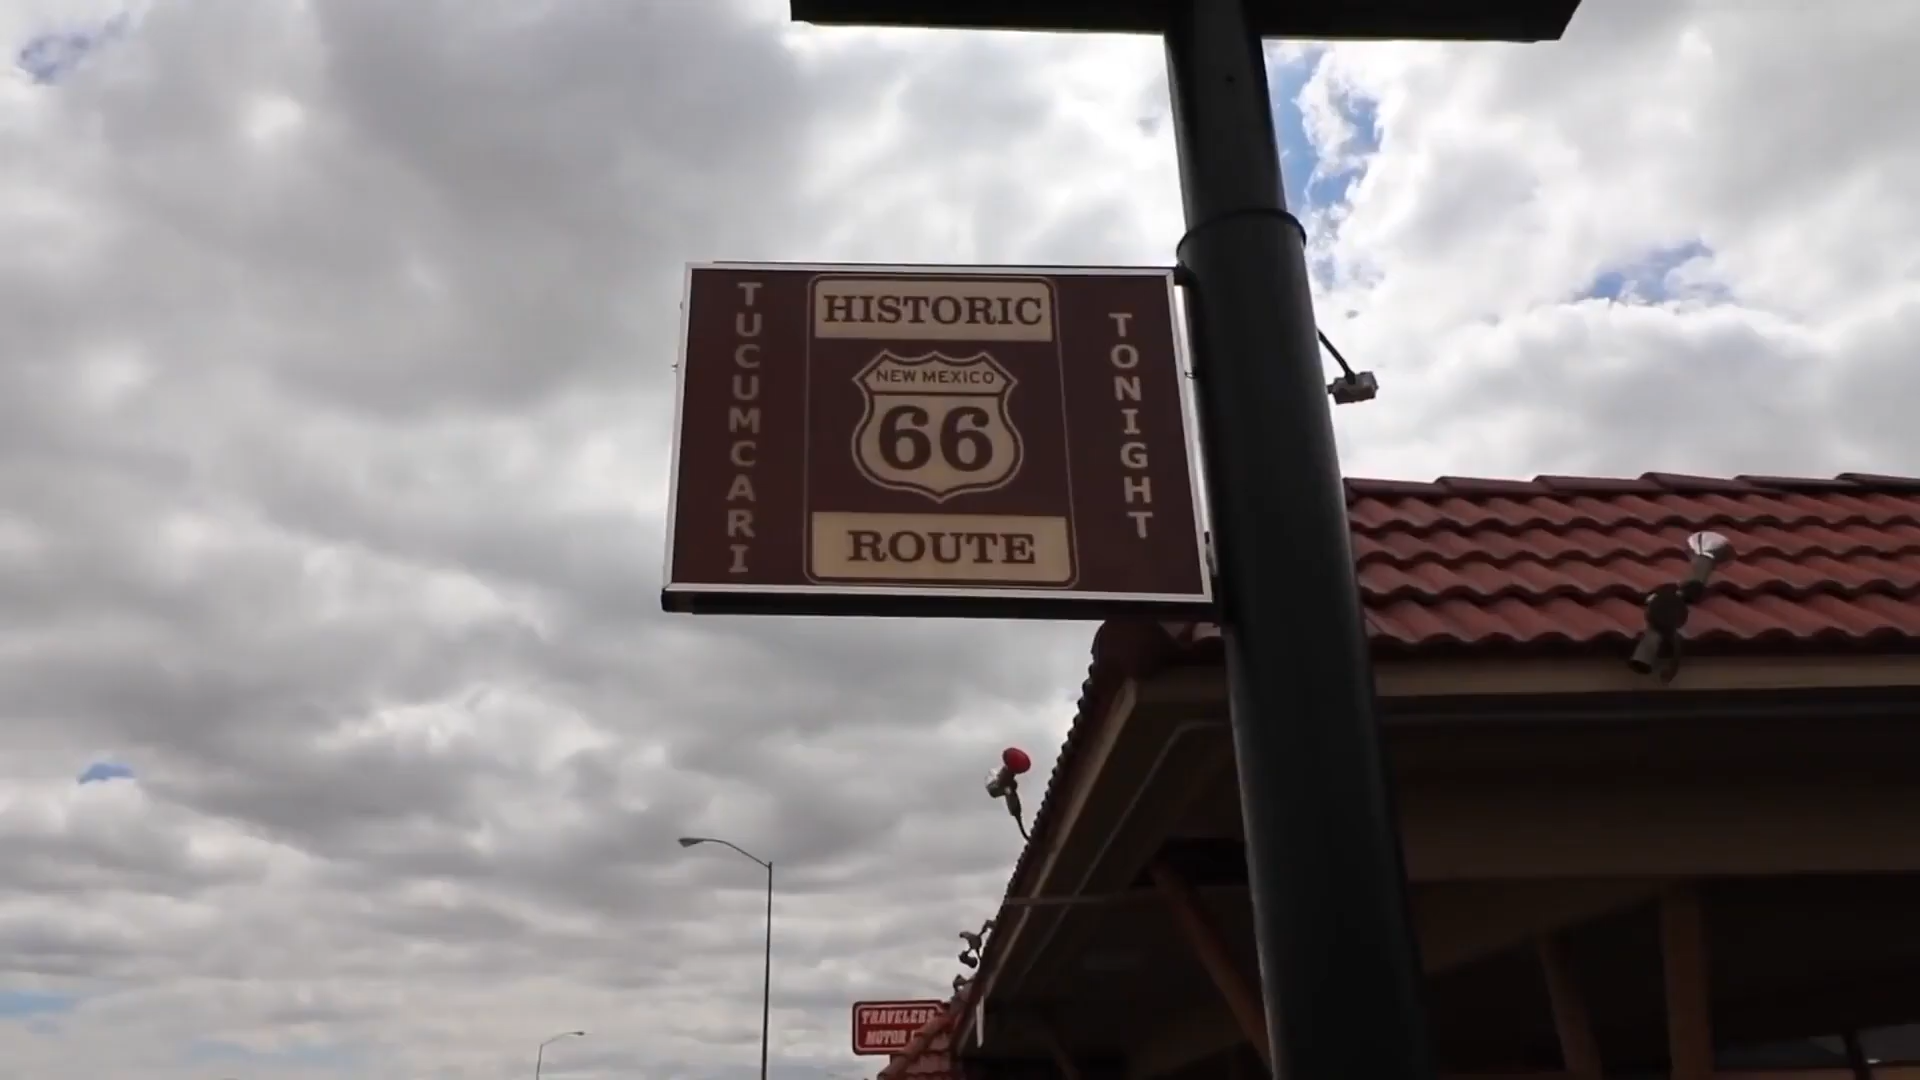 TUCUMCARI
HISTORIC
NEW MEXICO
66
ROUTE
TONIGHT
TRAVELERS
MOTOR